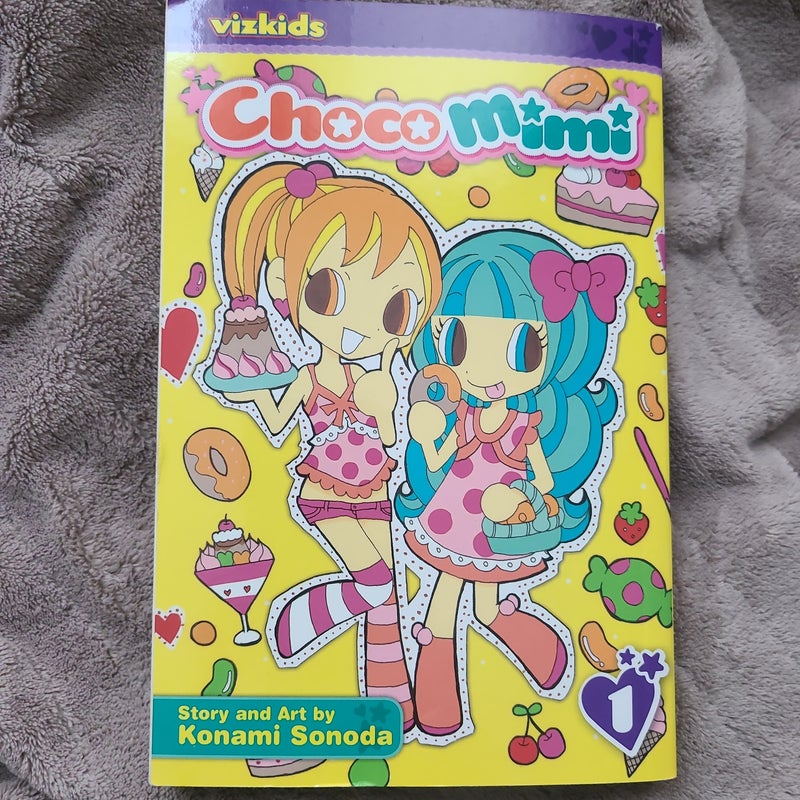 vizkids
Choco mimi
1
Story and Art by
Konami Sonoda